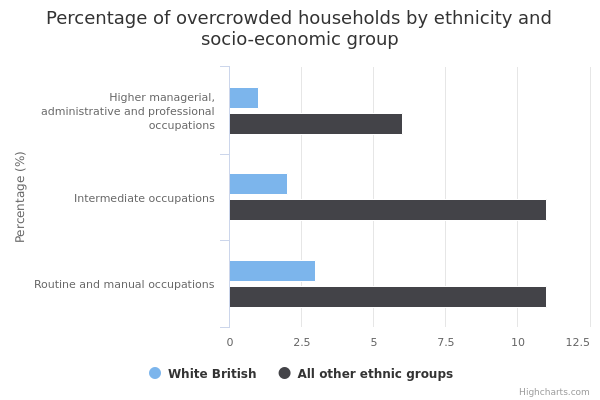 Percentage of overcrowded households by ethnicity and
socio-economic group
Percentage (%)
Higher managerial,
administrative and professional
occupations
Intermediate occupations
Routine and manual occupations
0 2.5 5 7.5 10 12.5
White British All other ethnic groups
Highcharts.com